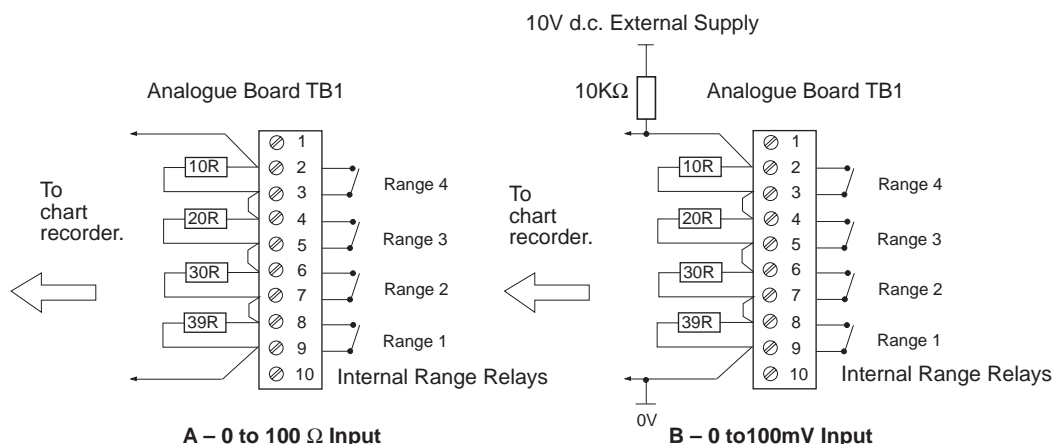 10V d.c. External Supply
Analogue Board TB1
10KΩ
Analogue Board TB1
1
10R
2
3
Range 4
To
chart
recorder.
20R
4
5
Range 3
30R
6
7
Range 2
39R
8
9
Range 1
10
Internal Range Relays
A – 0 to 100 Ω Input
1
10R
2
3
Range 4
To
chart
recorder.
20R
4
5
Range 3
30R
6
7
Range 2
39R
8
9
Range 1
10
Internal Range Relays
0V
B – 0 to100mV Input